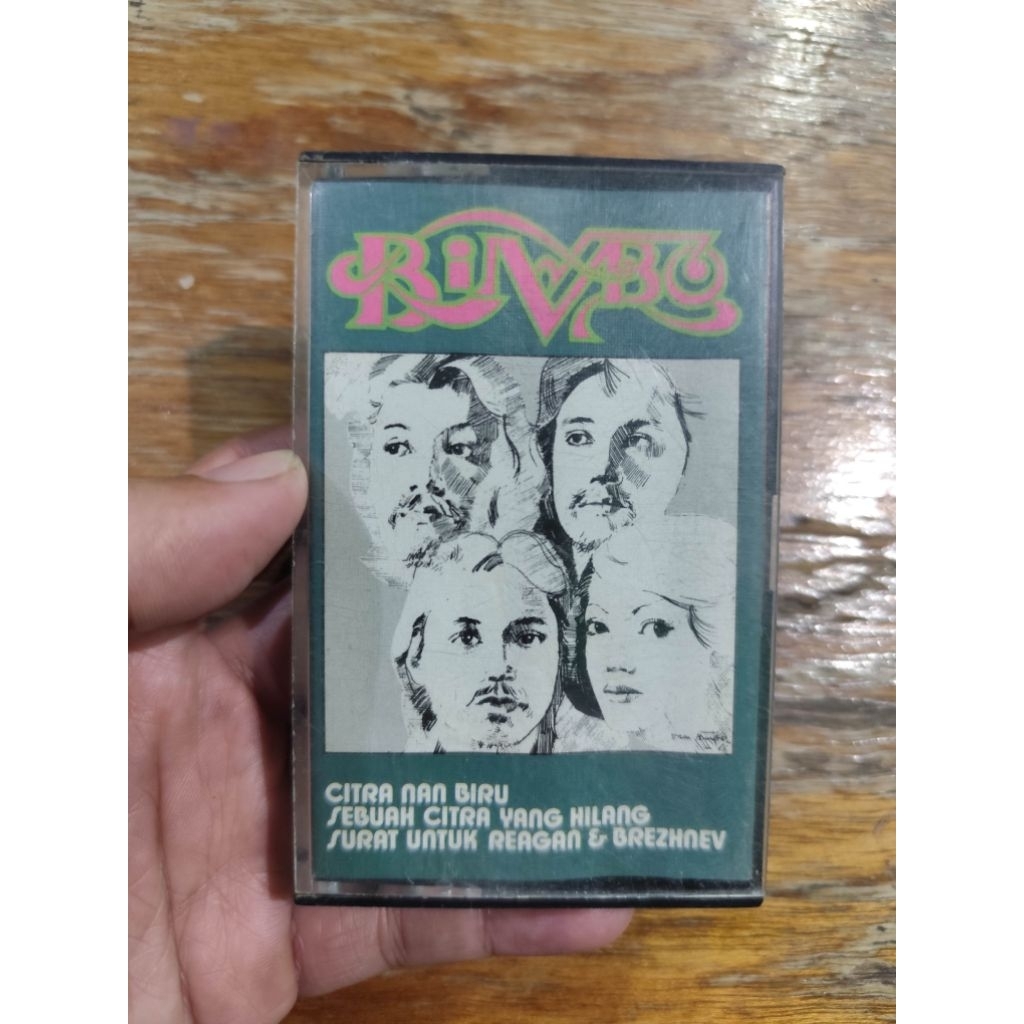 BiMBO
CITRA NAN BIRU
SEBUAH CITRA YANG HILANG
SURAT UNTUK REAGAN & BREZHNEV